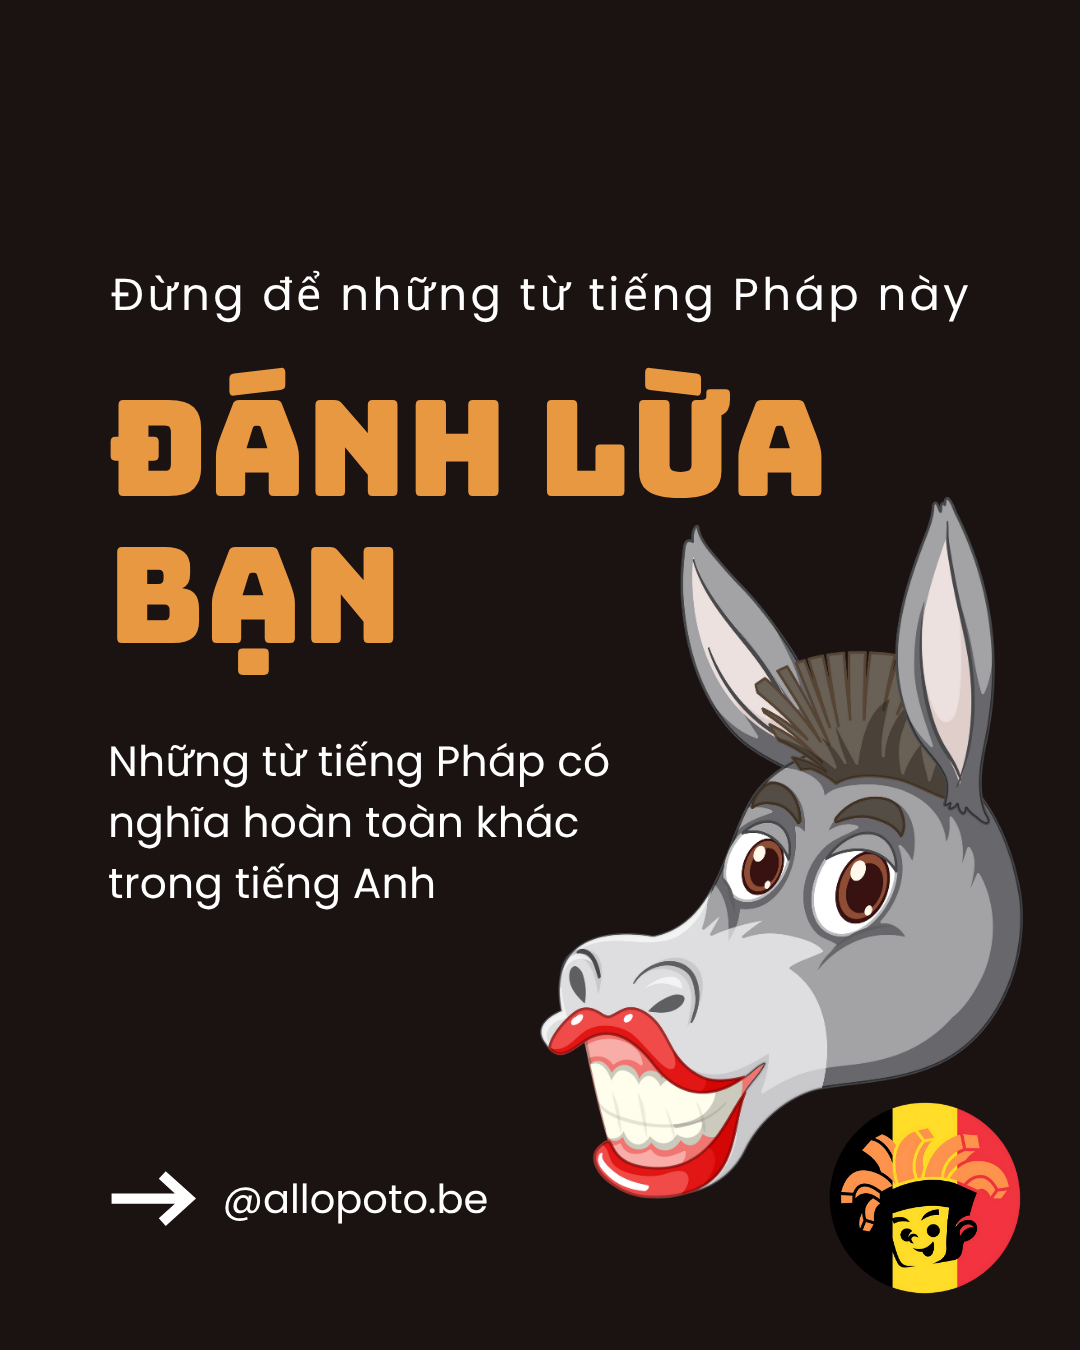 Đừng để những từ tiếng Pháp này
ĐÁNH LỪA
BẠN
Những từ tiếng Pháp có
nghĩa hoàn toàn khác
trong tiếng Anh
@allopoto.be